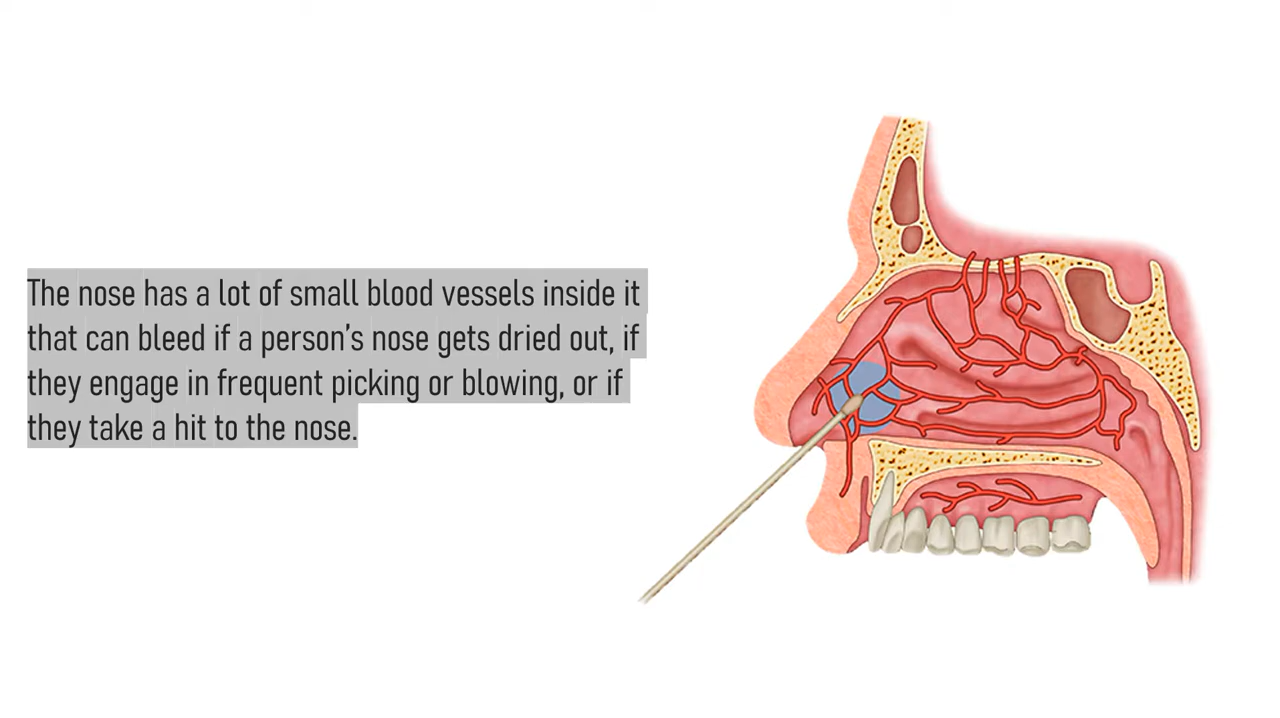 The nose has a lot of small blood vessels inside it
that can bleed if a person’s nose gets dried out, if
they engage in frequent picking or blowing, or if
they take a hit to the nose.